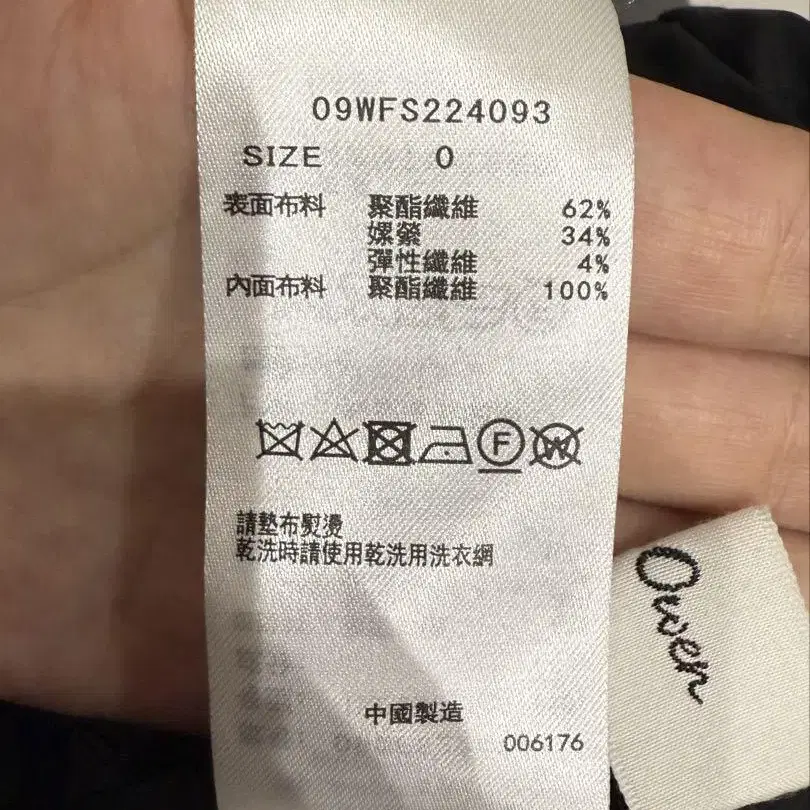 09WFS224093
SIZE 0
表面布料 聚酯纖維 62%
嫘縈 34%
彈性纖維 4%
內面布料 聚酯纖維 100%
F W
請墊布熨燙
乾洗時請使用乾洗用洗衣網
Owen
中國製造
006176